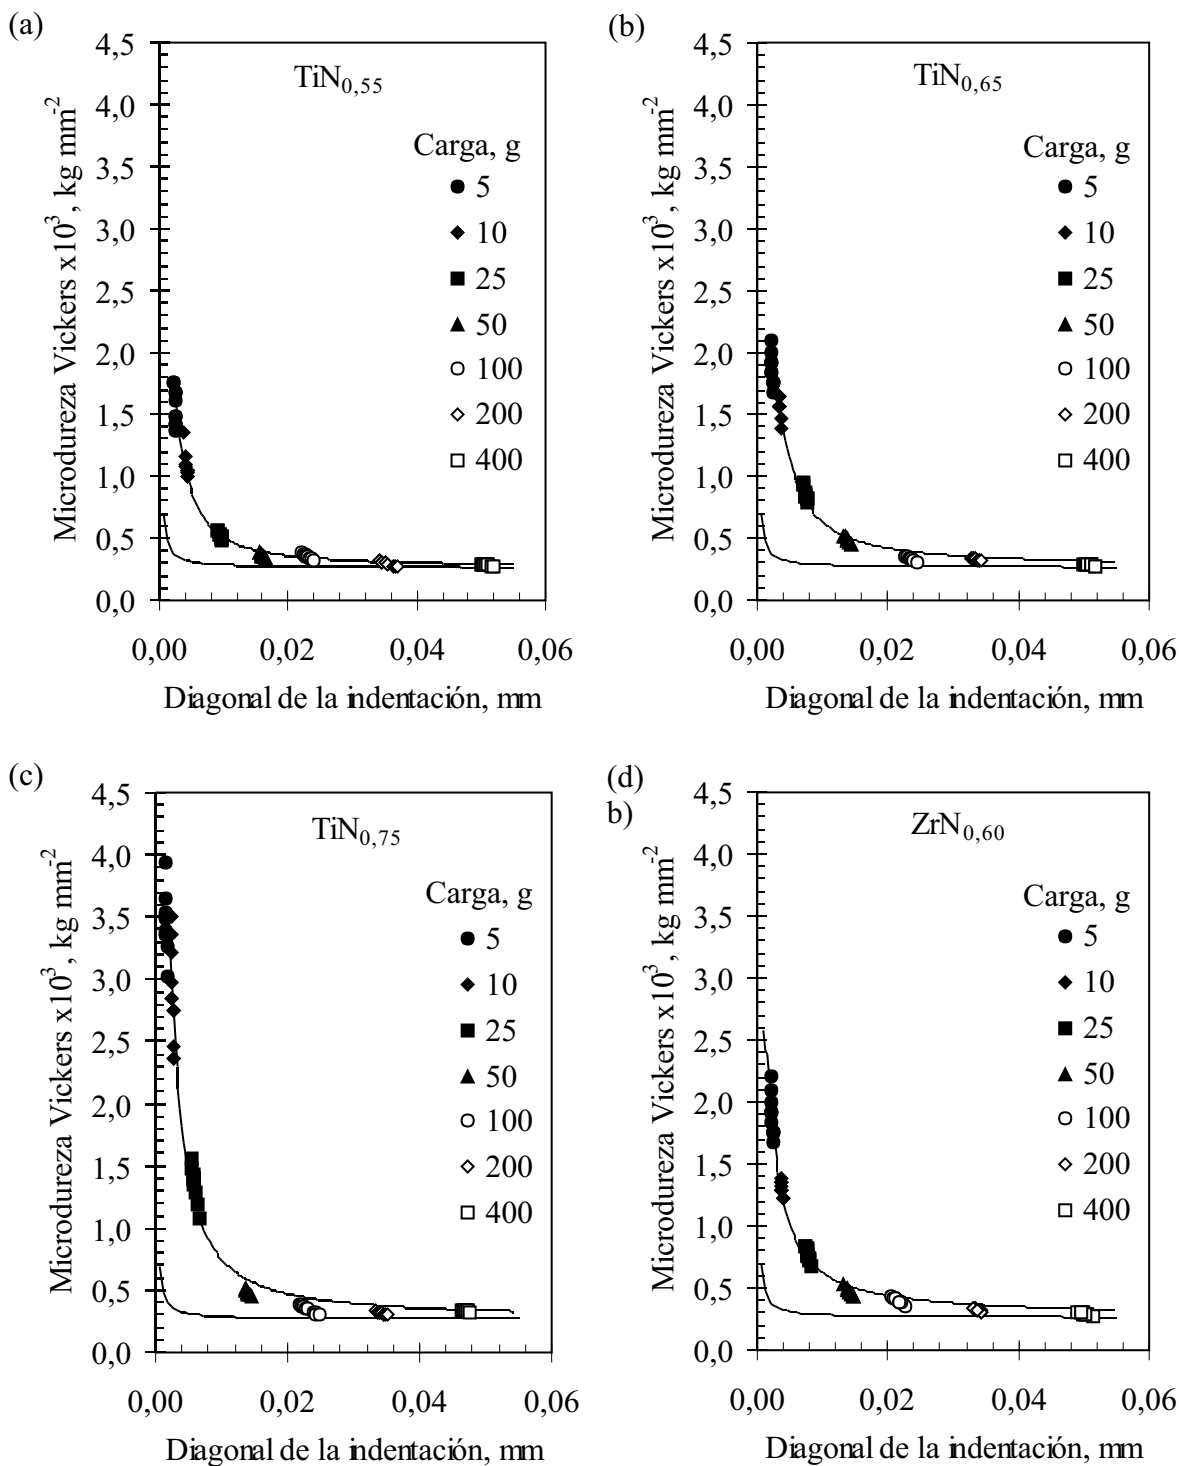 (a)
Microdureza Vickers x10³, kg mm⁻²
4,5
4,0
3,5
3,0
2,5
2,0
1,5
1,0
0,5
0,0
TiN₀,₅₅
Carga, g
5
10
25
50
100
200
400
0,00 0,02 0,04 0,06
Diagonal de la indentación, mm
(b)
Microdureza Vickers x10³, kg mm⁻²
4,5
4,0
3,5
3,0
2,5
2,0
1,5
1,0
0,5
0,0
TiN₀,₆₅
Carga, g
5
10
25
50
100
200
400
0,00 0,02 0,04 0,06
Diagonal de la indentación, mm
(c)
Microdureza Vickers x10³, kg mm⁻²
4,5
4,0
3,5
3,0
2,5
2,0
1,5
1,0
0,5
0,0
TiN₀,₇₅
Carga, g
5
10
25
50
100
200
400
0,00 0,02 0,04 0,06
Diagonal de la indentación, mm
(d
b)
Microdureza Vickers x10³, kg mm⁻²
4,5
4,0
3,5
3,0
2,5
2,0
1,5
1,0
0,5
0,0
ZrN₀,₆₀
Carga, g
5
10
25
50
100
200
400
0,00 0,02 0,04 0,06
Diagonal de la indentación, mm